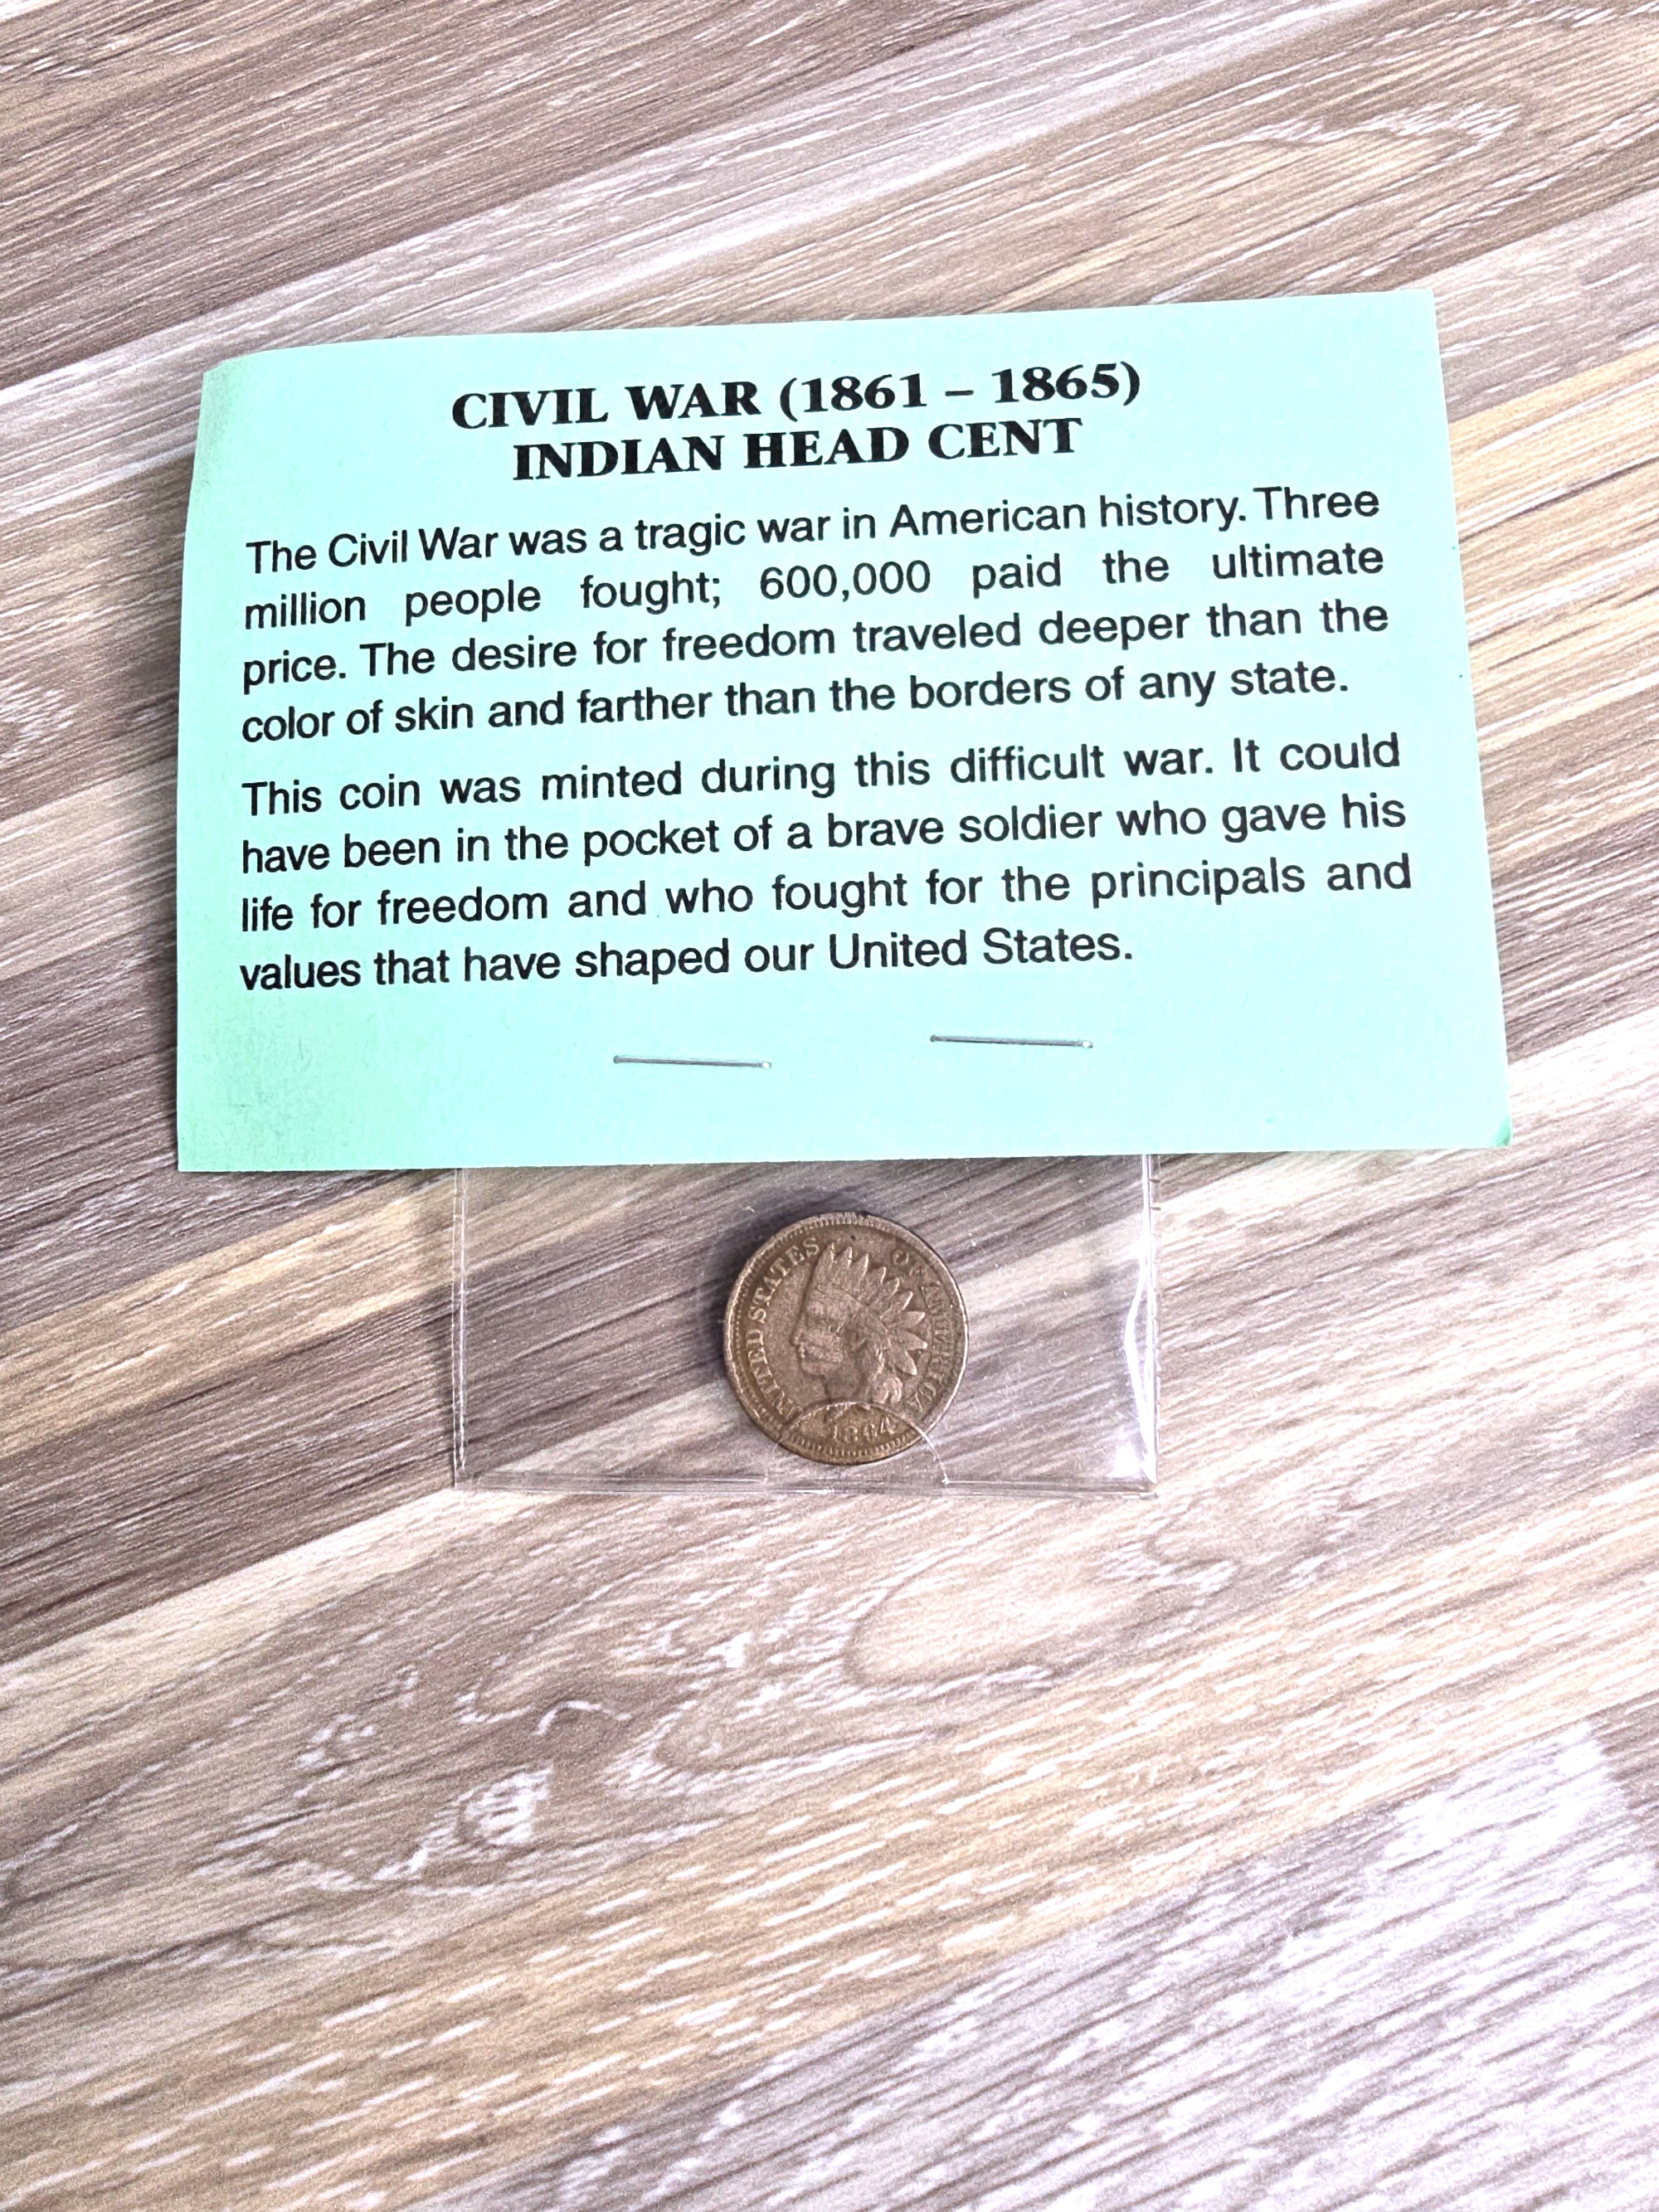 CIVIL WAR (1861 – 1865)
INDIAN HEAD CENT
The Civil War was a tragic war in American history. Three
million people fought; 600,000 paid the ultimate
price. The desire for freedom traveled deeper than the
color of skin and farther than the borders of any state.
This coin was minted during this difficult war. It could
have been in the pocket of a brave soldier who gave his
life for freedom and who fought for the principals and
values that have shaped our United States.
UNITED STATES OF AMERICA
1864